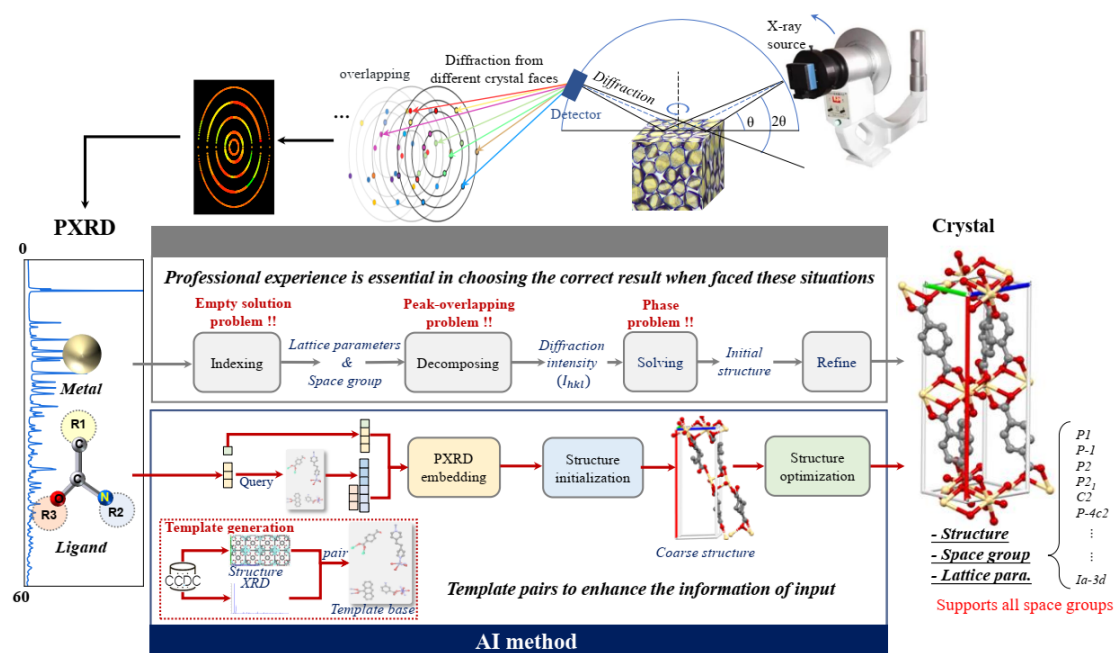 X-ray
source
Diffraction from
different crystal faces
overlapping
...
Diffraction
Detector
θ
2θ
PXRD
Crystal
0
60
Metal
R1
C
C
O
N
R3
R2
Ligand
Professional experience is essential in choosing the correct result when faced these situations
Empty solution
problem !!
Peak-overlapping
problem !!
Phase
problem !!
Indexing
Lattice parameters
&
Space group
Decomposing
Diffraction
intensity
(Ihkl)
Solving
Initial
structure
Refine
Query
PXRD
embedding
Structure
initialization
Structure
optimization
Coarse structure
Template generation
CCDC
Structure
XRD
pair
Template base
Template pairs to enhance the information of input
AI method
P1
P-1
P2
P21
C2
P-4c2
⋮
⋮
Ia-3d
- Structure
- Space group
- Lattice para.
Supports all space groups